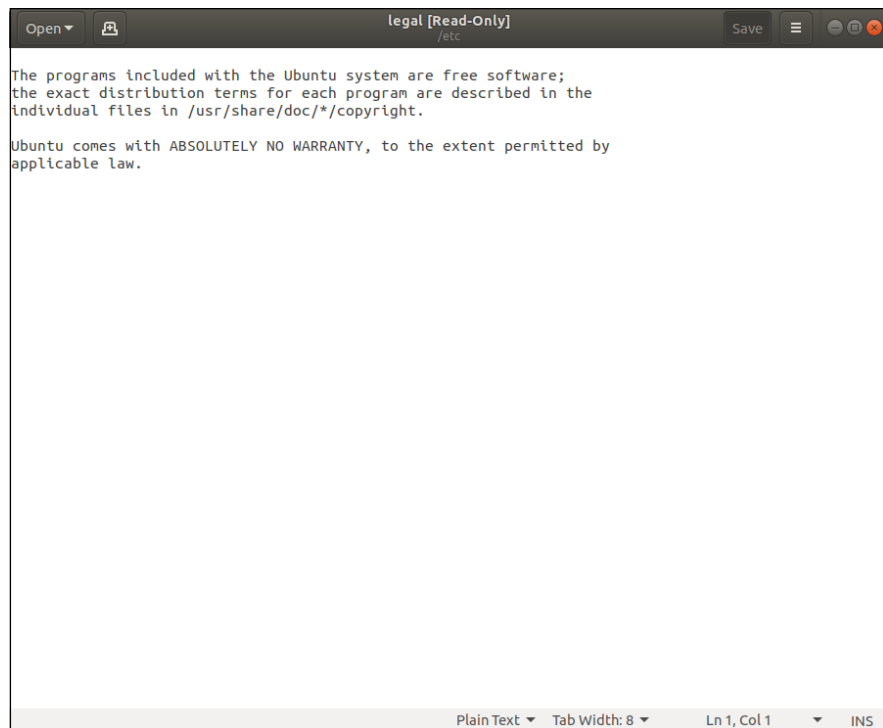 Open
legal [Read-Only]
/etc
Save
The programs included with the Ubuntu system are free software;
the exact distribution terms for each program are described in the
individual files in /usr/share/doc/*/copyright.
Ubuntu comes with ABSOLUTELY NO WARRANTY, to the extent permitted by
applicable law.
Plain Text
Tab Width: 8
Ln 1, Col 1
INS